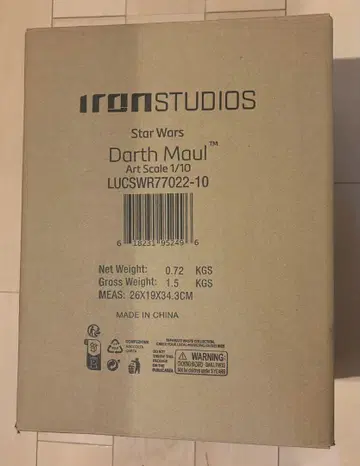 IRONSTUDIOS
Star Wars
Darth Maul™
Art Scale 1/10
LUCSWR77022-10
6 18231 95249 6
Net Weight: 0.72 KGS
Gross Weight: 1.5 KGS
MEAS: 26X19X34.3CM
MADE IN CHINA
WARNING: